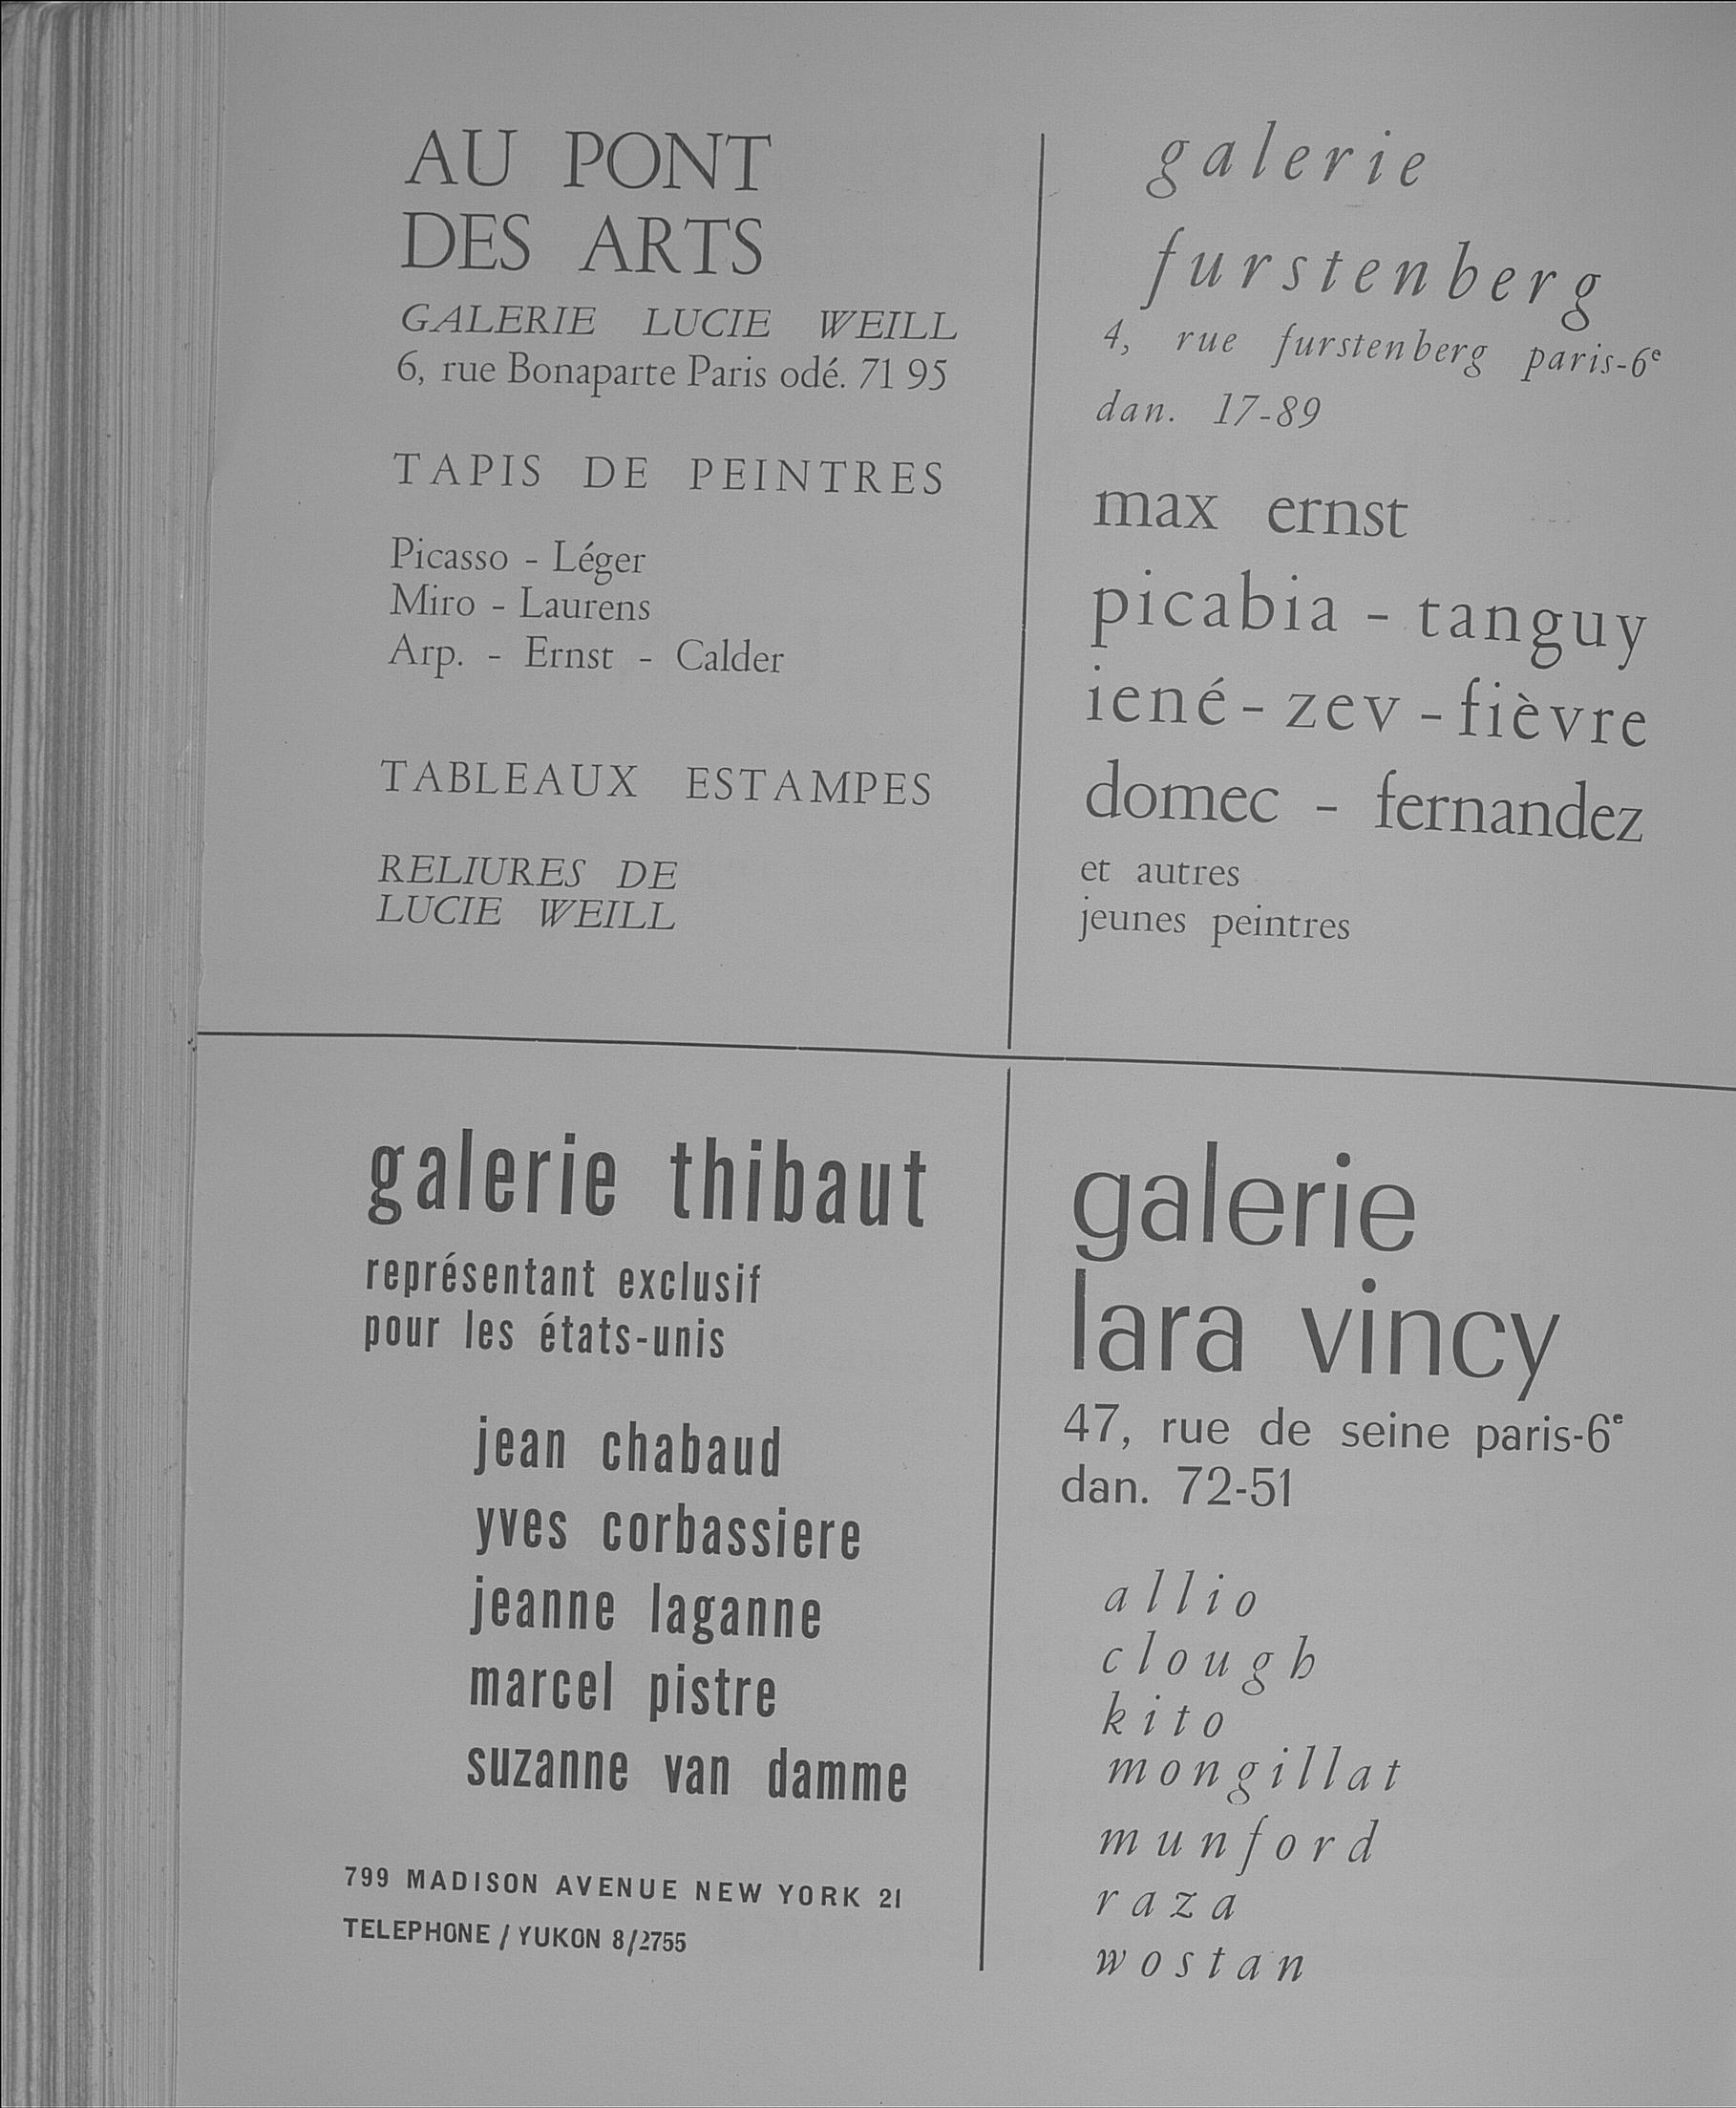 AU PONT
DES ARTS
GALERIE LUCIE WEILL
6, rue Bonaparte Paris odé. 71 95
TAPIS DE PEINTRES
Picasso - Léger
Miro - Laurens
Arp. - Ernst - Calder
TABLEAUX ESTAMPES
RELIURES DE
LUCIE WEILL
galerie
furstenberg
4, rue furstenberg paris-6e
dan. 17-89
max ernst
picabia - tanguy
iené - zev - fièvre
domec - fernandez
et autres
jeunes peintres
galerie thibaut
représentant exclusif
pour les états-unis
jean chabaud
yves corbassiere
jeanne laganne
marcel pistre
suzanne van damme
799 MADISON AVENUE NEW YORK 21
TELEPHONE / YUKON 8/2755
galerie
lara vincy
47, rue de seine paris-6e
dan. 72-51
allio
clough
kito
mongillat
munford
raza
wostan